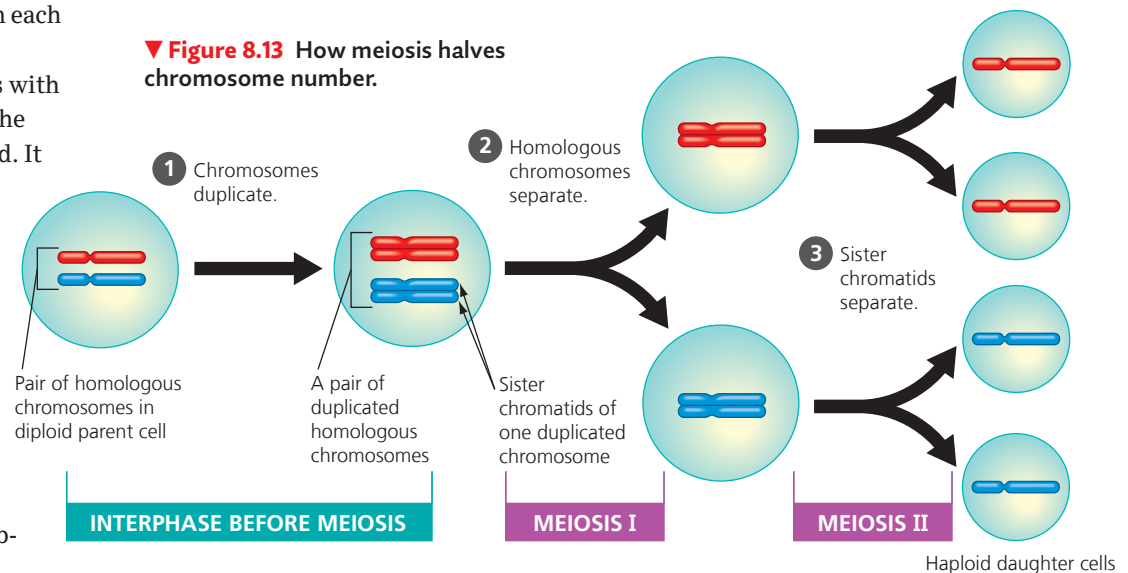 n each
s with
he
d. It
▼ Figure 8.13 How meiosis halves
chromosome number.
1 Chromosomes
duplicate.
2 Homologous
chromosomes
separate.
3 Sister
chromatids
separate.
Pair of homologous
chromosomes in
diploid parent cell
A pair of
duplicated
homologous
chromosomes
Sister
chromatids of
one duplicated
chromosome
INTERPHASE BEFORE MEIOSIS
MEIOSIS I
MEIOSIS II
b-
Haploid daughter cells